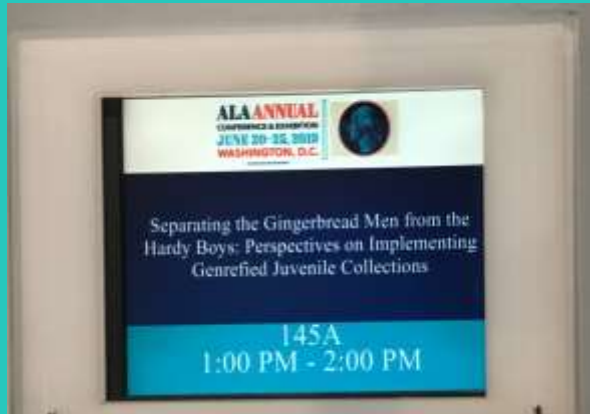 ALA ANNUAL
CONFERENCE & EXHIBITION
JUNE 20-25, 2019
WASHINGTON, D.C.
Separating the Gingerbread Men from the
Hardy Boys: Perspectives on Implementing
Genrefied Juvenile Collections
145A
1:00 PM - 2:00 PM